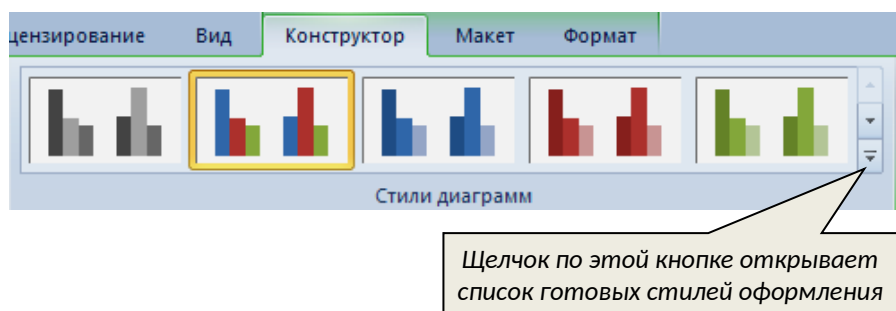 цензирование Вид Конструктор Макет Формат
Стили диаграмм
Щелчок по этой кнопке открывает
список готовых стилей оформления